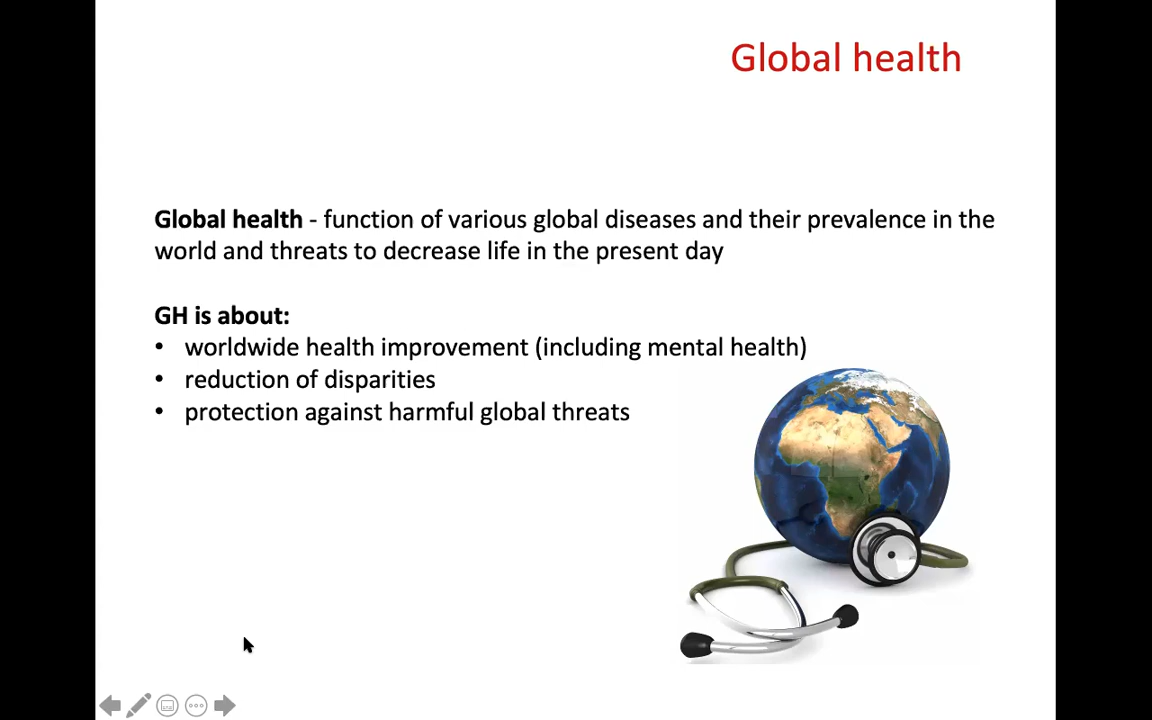 Global health
Global health - function of various global diseases and their prevalence in the
world and threats to decrease life in the present day
GH is about:
• worldwide health improvement (including mental health)
• reduction of disparities
• protection against harmful global threats